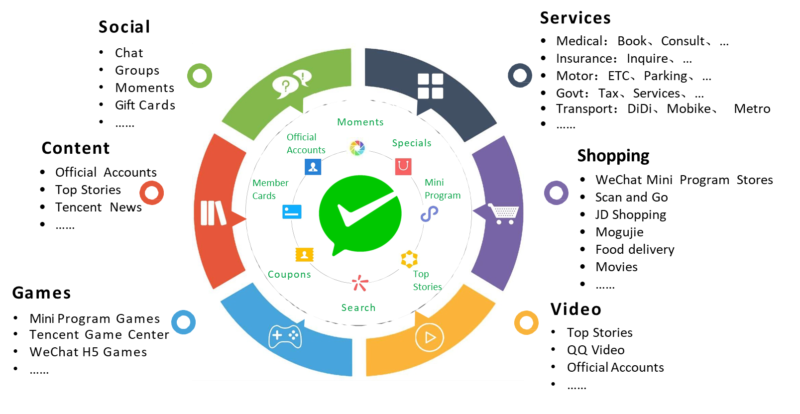 Social
• Chat
• Groups
• Moments
• Gift Cards
• ……
Content
• Official Accounts
• Top Stories
• Tencent News
• ……
Games
• Mini Program Games
• Tencent Game Center
• WeChat H5 Games
• ……
Moments
Official
Accounts
Specials
Member
Cards
Mini
Program
Coupons
Top
Stories
Search
Services
• Medical：Book、Consult、…
• Insurance：Inquire、…
• Motor：ETC、Parking、…
• Govt：Tax、Services、…
• Transport：DiDi、Mobike、 Metro
• ……
Shopping
• WeChat Mini Program Stores
• Scan and Go
• JD Shopping
• Mogujie
• Food delivery
• Movies
• ……
Video
• Top Stories
• QQ Video
• Official Accounts
• ……